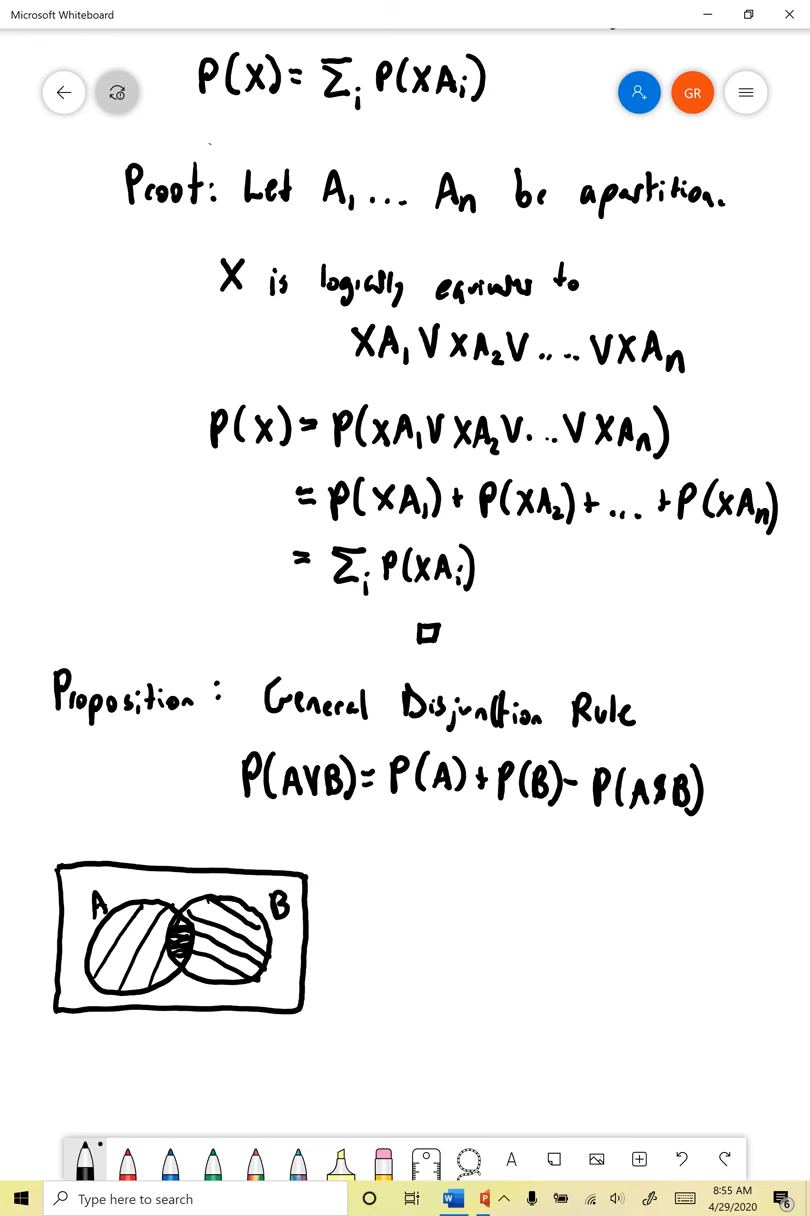 Microsoft Whiteboard
P(X) = Σᵢ P(XAᵢ)
GR
Proof: Let A₁ ... Aₙ be a partition.
X is logically to
XA₁ V XA₂ V .... V XAₙ
P(X) = P(XA₁ V XA₂ V ... V XAₙ)
= P(XA₁) + P(XA₂) + ... + P(XAₙ)
= Σᵢ P(XAᵢ)
□
Proposition: General Disjunction Rule
P(AVB) = P(A) + P(B) - P(A&B)
A B
A
Type here to search
8:55 AM
4/29/2020
6